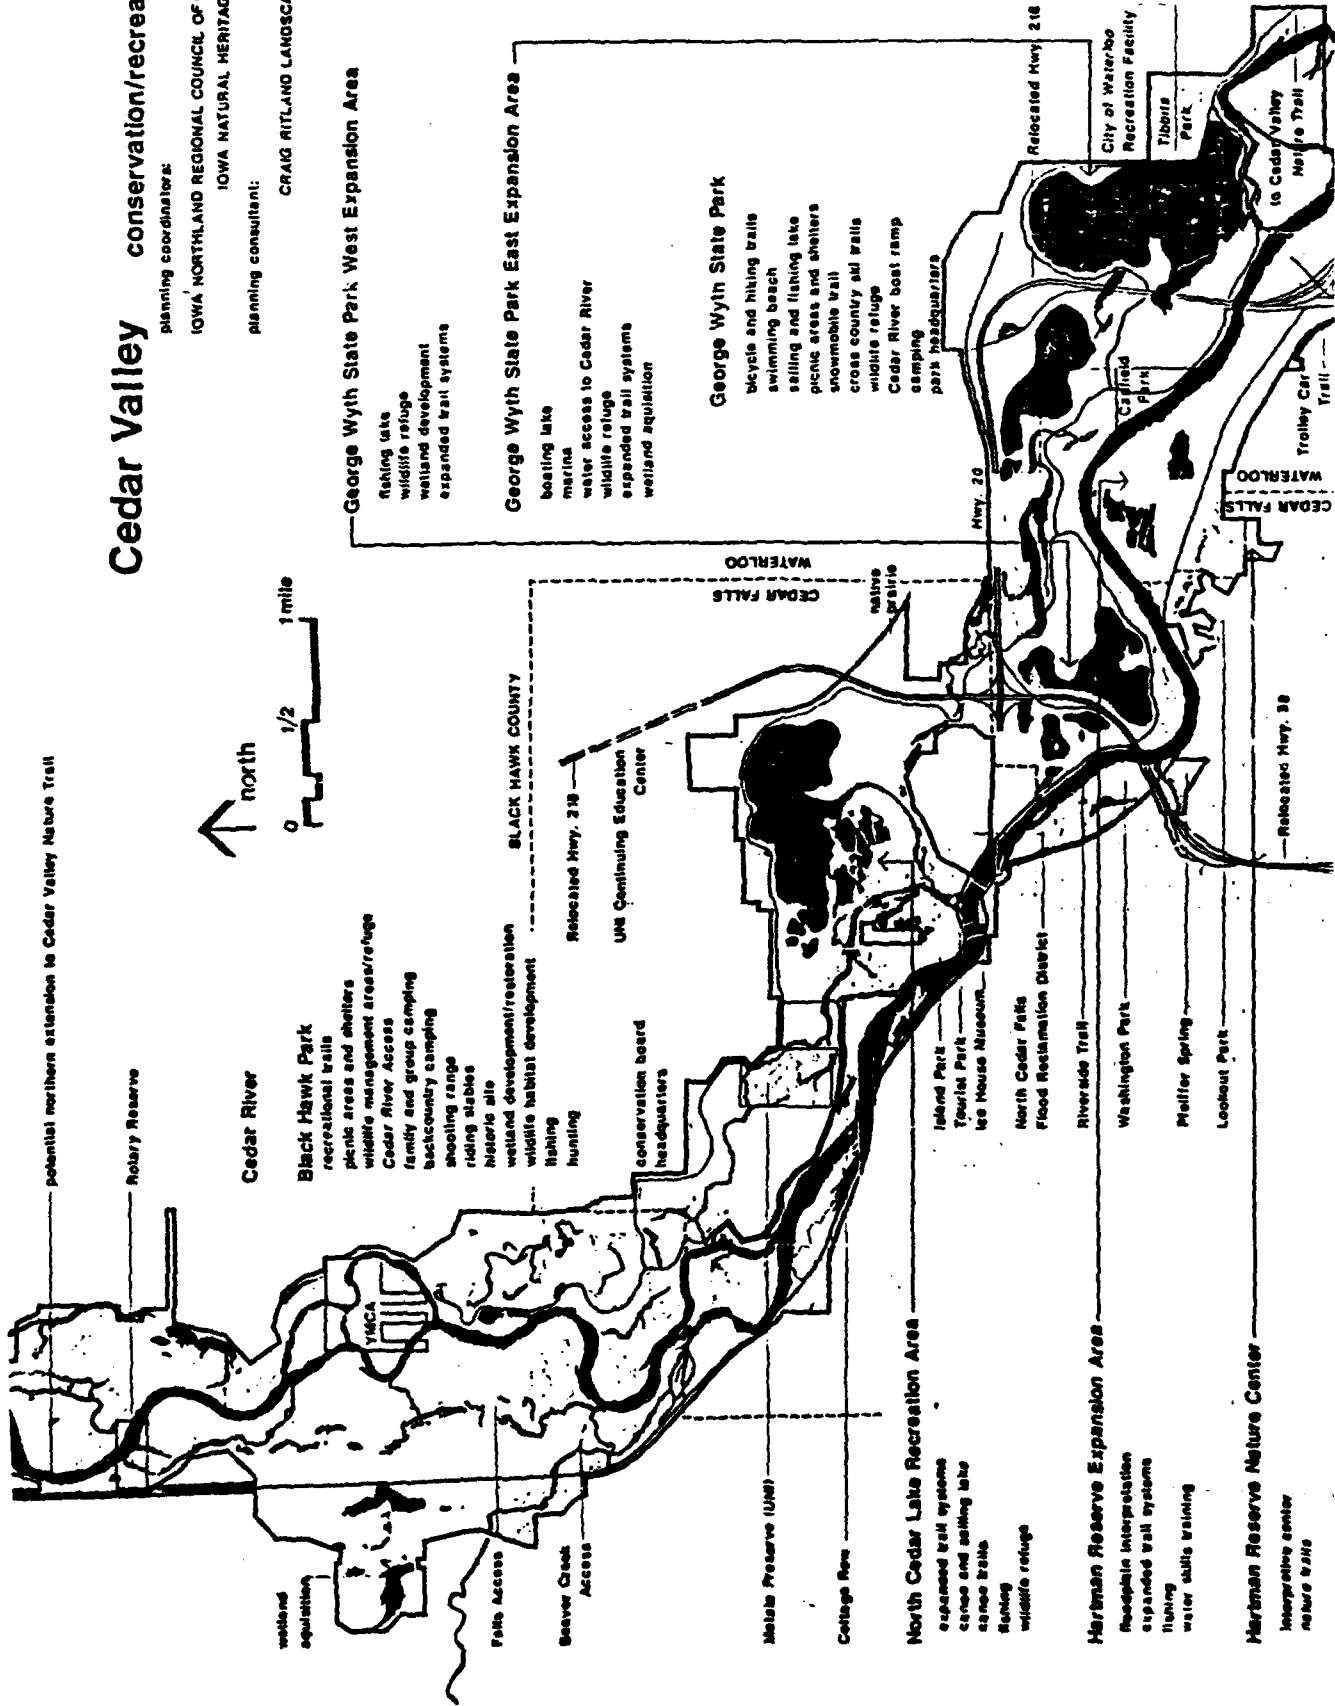 Cedar Valley conservation/recrea
planning coordinators:
IOWA NORTHLAND REGIONAL COUNCIL OF
IOWA NATURAL HERITAG
planning consultant:
CRAIG RITLAND LANDSCA
north
0 1/2 1 mile
potential northern extension to Cedar Valley Nature Trail
Rotary Reserve
Cedar River
Black Hawk Park
recreational trails
picnic areas and shelters
wildlife management areas/refuge
Cedar River Access
family and group camping
backcountry camping
shooting range
riding stables
historic site
wetland development/restoration
wildlife habitat development
fishing
hunting
conservation board
headquarters
YMCA
wetland
aquisition
Falls Access
Beaver Creek
Access
BLACK HAWK COUNTY
Relocated Hwy. 218
UNI Continuing Education
Center
CEDAR FALLS
WATERLOO
native
prairie
George Wyth State Park West Expansion Area
fishing lake
wildlife refuge
wetland development
expanded trail systems
George Wyth State Park East Expansion Area
boating lake
marina
water access to Cedar River
wildlife refuge
expanded trail systems
wetland aquisition
George Wyth State Park
bicycle and hiking trails
swimming beach
sailing and fishing lake
picnic areas and shelters
snowmobile trail
cross country ski trails
wildlife refuge
Cedar River boat ramp
camping
park headquarters
Hwy. 20
Relocated Hwy. 218
City of Waterloo
Recreation Facility
Tibbits
Park
to Cedar Valley
Nature Trail
Canfield
Park
Trolley Car
Trail
CEDAR FALLS
WATERLOO
Relocated Hwy. 38
Island Park
Tourist Park
Ice House Museum
North Cedar Falls
Flood Reclamation District
Riverside Trail
Washington Park
Pfeiffer Spring
Lookout Park
Preserve (UNI)
Cottage Row
North Cedar Lake Recreation Area
expanded trail systems
canoe and sailing lake
canoe trails
fishing
wildlife refuge
Hartman Reserve Expansion Area
floodplain interpretation
expanded trail systems
fishing
water skills training
Hartman Reserve Nature Center
interpretive center
nature trails